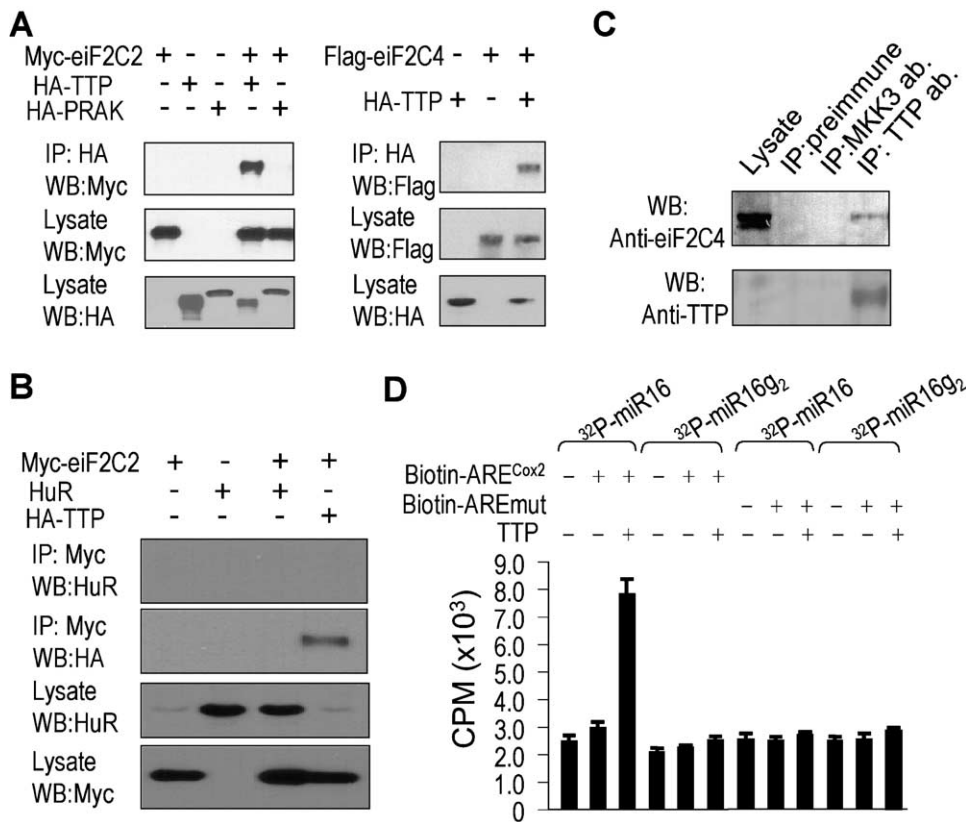 A
Myc-eiF2C2 + - - + +
HA-TTP - + - + -
HA-PRAK - - + - +
IP: HA
WB:Myc
Lysate
WB:Myc
Lysate
WB:HA
Flag-eiF2C4 - + +
HA-TTP + - +
IP: HA
WB:Flag
Lysate
WB:Flag
Lysate
WB:HA
B
Myc-eiF2C2 + - + +
HuR - + + -
HA-TTP - - - +
IP: Myc
WB:HuR
IP: Myc
WB:HA
Lysate
WB:HuR
Lysate
WB:Myc
C
Lysate
IP:preimmune
IP:MKK3 ab.
IP: TTP ab.
WB:
Anti-eiF2C4
WB:
Anti-TTP
D
32P-miR16
32P-miR16g2
32P-miR16
32P-miR16g2
Biotin-ARECox2 - + + - + +
Biotin-AREmut - + + - + +
TTP - - + - - + - - + - - +
CPM (x10³)
9.0
8.0
7.0
6.0
5.0
4.0
3.0
2.0
1.0
0